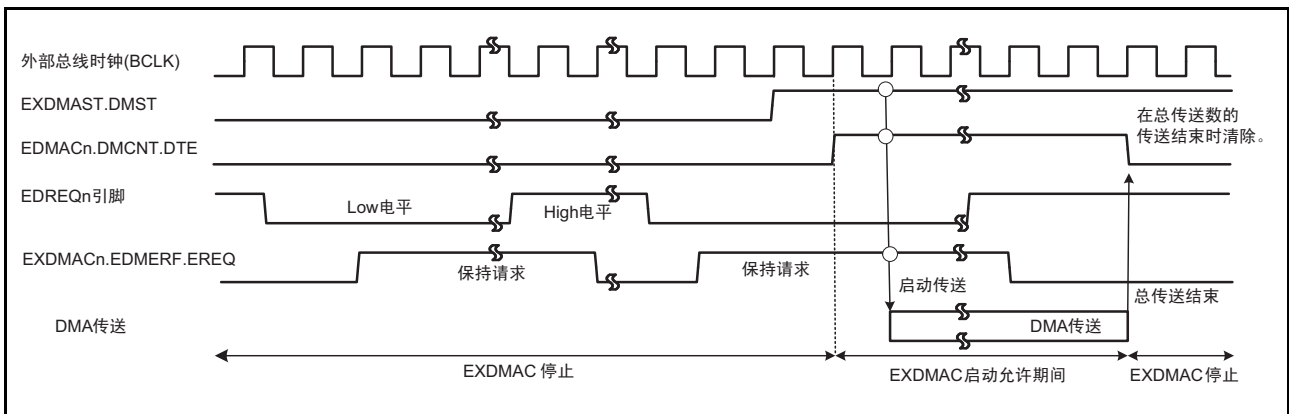 外部总线时钟(BCLK)
EXDMAST.DMST
在总传送数的
传送结束时清除。
EDMACn.DMCNT.DTE
EDREQn引脚
Low电平
High电平
EXDMACn.EDMERF.EREQ
保持请求
保持请求
启动传送
总传送结束
DMA传送
DMA传送
EXDMAC 停止
EXDMAC启动允许期间
EXDMAC停止